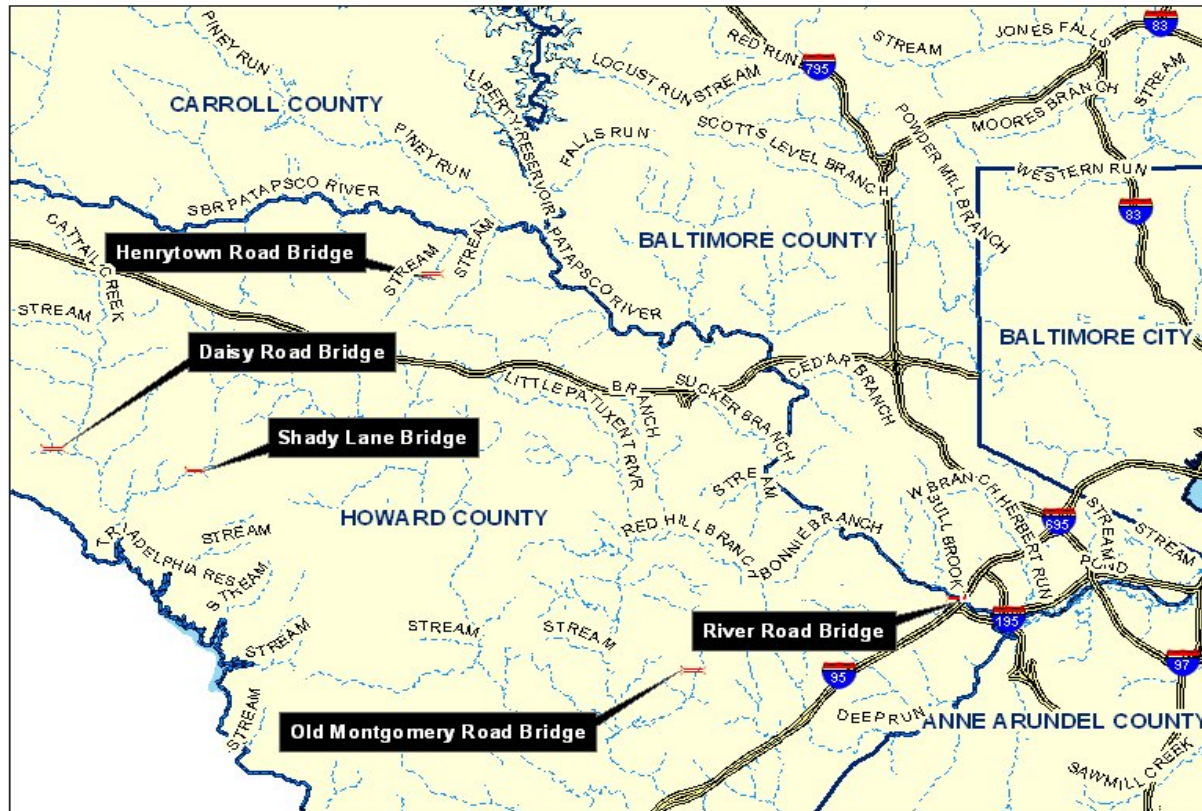 PINEY RUN
RED RUN
STREAM
JONES FALLS
83
795
LOCUST RUN
STREAM
STREAM
CARROLL COUNTY
LIBERTY RESERVOIR
MOORES BRANCH
POWDER MILL BRANCH
PINEY RUN
FALLS RUN
SCOTTS LEVEL BRANCH
WESTERN RUN
SBR PATAPSCO RIVER
83
CATTAIL CREEK
Henrytown Road Bridge
STREAM
STREAM
PATAPSCO RIVER
BALTIMORE COUNTY
STREAM
BALTIMORE CITY
Daisy Road Bridge
LITTLE PATUXENT RIVR
BRANCH
SUCKER BRANCH
CEDAR BRANCH
Shady Lane Bridge
STREAM
W BRANCH
HERBERT RUN
BULL BROOK
HOWARD COUNTY
695
STREAM
STREAM
STREAM
TRIADELPHIA RES
RED HILL BRANCH
BONNIE BRANCH
POND
STREAM
River Road Bridge
195
STREAM
STREAM
STREAM
95
97
STREAM
Old Montgomery Road Bridge
DEEP RUN
ANNE ARUNDEL COUNTY
SAWMILL CREEK